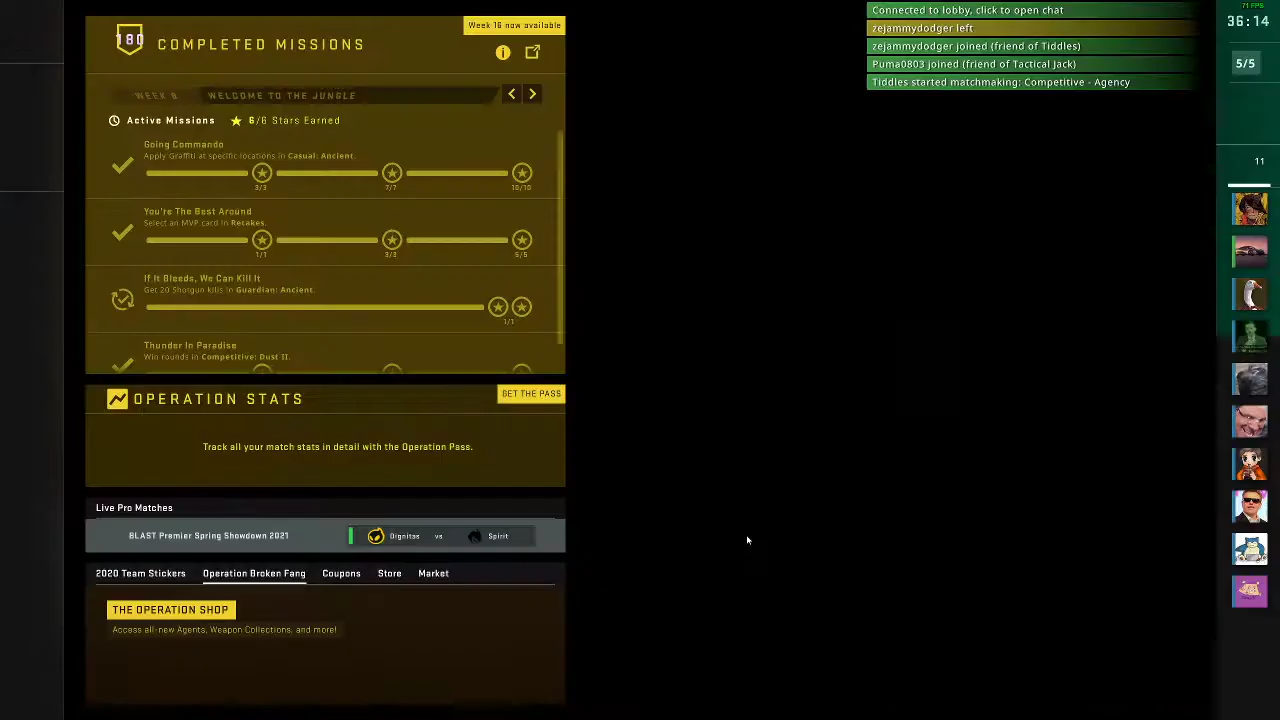 71 FPS
36:14
5/5
11
Connected to lobby, click to open chat
zejammydodger left
zejammydodger joined (friend of Tiddles)
Puma0803 joined (friend of Tactical Jack)
Tiddles started matchmaking: Competitive - Agency
Week 16 now available
180 COMPLETED MISSIONS
WEEK 8 WELCOME TO THE JUNGLE
Active Missions 6/6 Stars Earned
Going Commando
Apply Graffiti at specific locations in Casual: Ancient.
3/3 7/7 10/10
You're The Best Around
Select an MVP card in Retakes.
1/1 3/3 5/5
If It Bleeds, We Can Kill It
Get 20 Shotgun kills in Guardian: Ancient.
1/1
Thunder In Paradise
Win rounds in Competitive: Dust II.
OPERATION STATS
GET THE PASS
Track all your match stats in detail with the Operation Pass.
Live Pro Matches
BLAST Premier Spring Showdown 2021 Dignitas vs Spirit
2020 Team Stickers Operation Broken Fang Coupons Store Market
THE OPERATION SHOP
Access all-new Agents, Weapon Collections, and more!